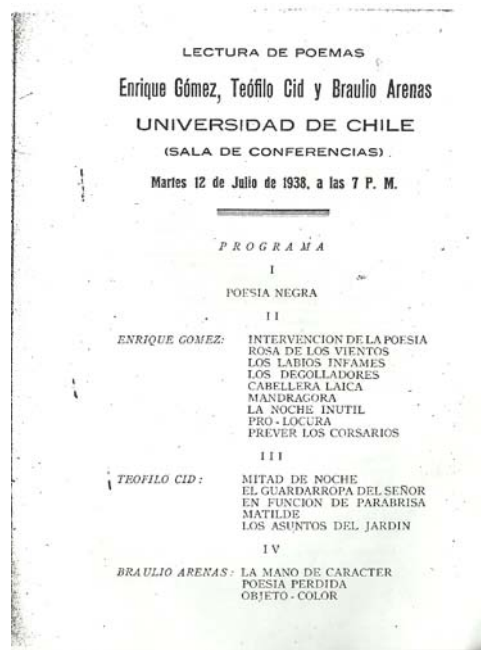 LECTURA DE POEMAS
Enrique Gómez, Teófilo Cid y Braulio Arenas
UNIVERSIDAD DE CHILE
(SALA DE CONFERENCIAS)
Martes 12 de Julio de 1938, a las 7 P. M.
PROGRAMA
I
POESIA NEGRA
II
ENRIQUE GOMEZ: INTERVENCION DE LA POESIA
ROSA DE LOS VIENTOS
LOS LABIOS INFAMES
LOS DEGOLLADORES
CABELLERA LAICA
MANDRAGORA
LA NOCHE INUTIL
PRO - LOCURA
PREVER LOS CORSARIOS
III
TEOFILO CID: MITAD DE NOCHE
EL GUARDARROPA DEL SEÑOR
EN FUNCION DE PARABRISA
MATILDE
LOS ASUNTOS DEL JARDIN
IV
BRAULIO ARENAS: LA MANO DE CARACTER
POESIA PERDIDA
OBJETO - COLOR